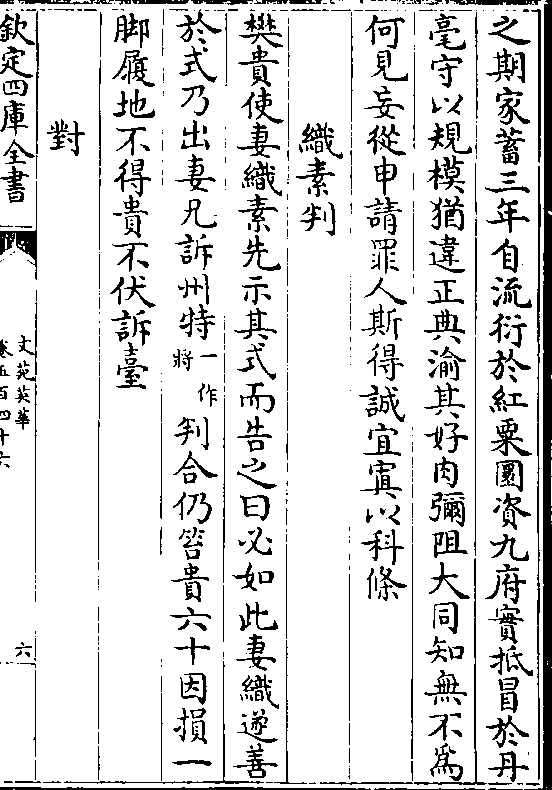 之期家蓄三年自流衍於紅粟圜資九府實抵冒於丹
毫守以規模猶違正典渝其好肉彌阻大同知無不為
何見妄從申請罪人斯得誠宜寘以科條
織素判
樊貴使妻織素先示其式而告之曰必如此妻織遂善
於式乃出妻兄訴州特一作將判合仍笞貴六十因損一
脚履地不得貴不伏訴臺
對
欽定四庫全書
文苑英華
卷五百四十六
六